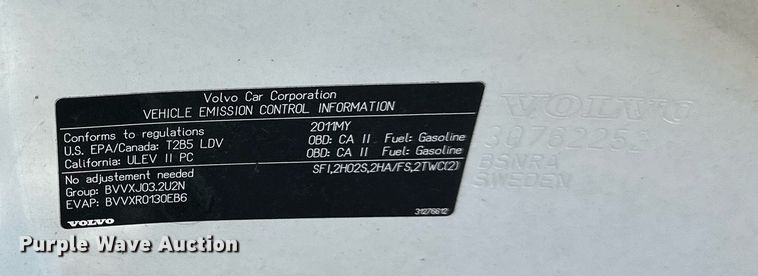 Volvo Car Corporation
VEHICLE EMISSION CONTROL INFORMATION
Conforms to regulations 2011MY
U.S. EPA/Canada: T2B5 LDV OBD: CA II Fuel: Gasoline
California: ULEV II PC OBD: CA II Fuel: Gasoline
No adjustement needed SFI,2HO2S,2HA/FS,2TWC(2)
Group: BVVXJ03.2U2N
EVAP: BVVXR0130EB6
VOLVO 31276612
VOLVO
BSNRA
SWEDEN
Purple Wave Auction